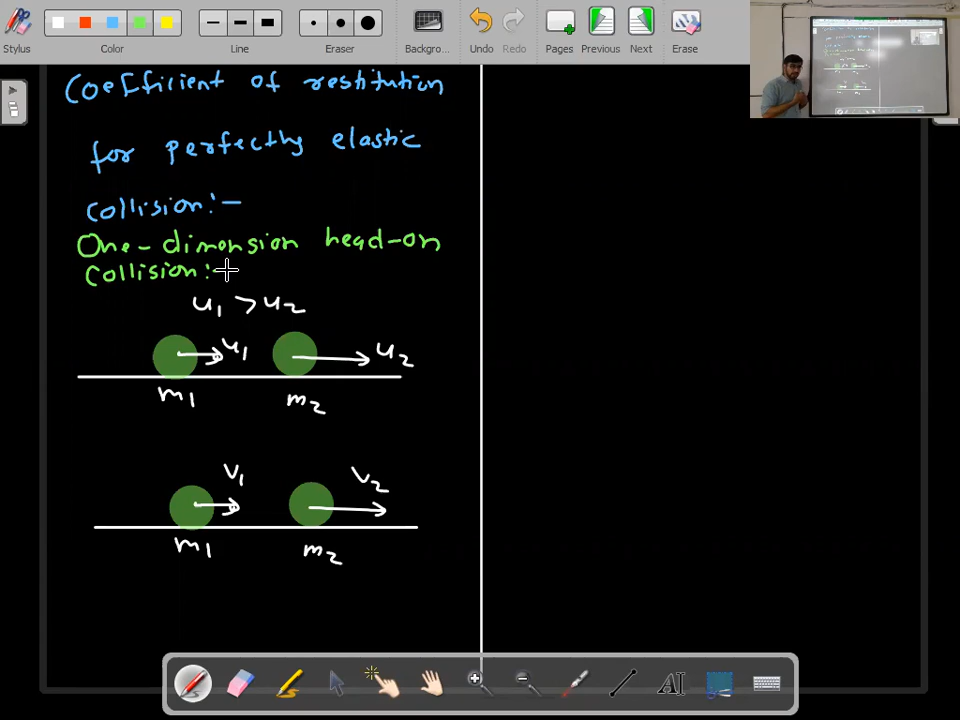 Stylus
Color
Line
Eraser
Backgro...
Undo
Redo
Pages
Previous
Next
Erase
Coefficient of restitution
for perfectly elastic
Collision:-
One-dimension head-on
Collision:-
u1 > u2
u1
u2
m1
m2
v1
v2
m1
m2
AI